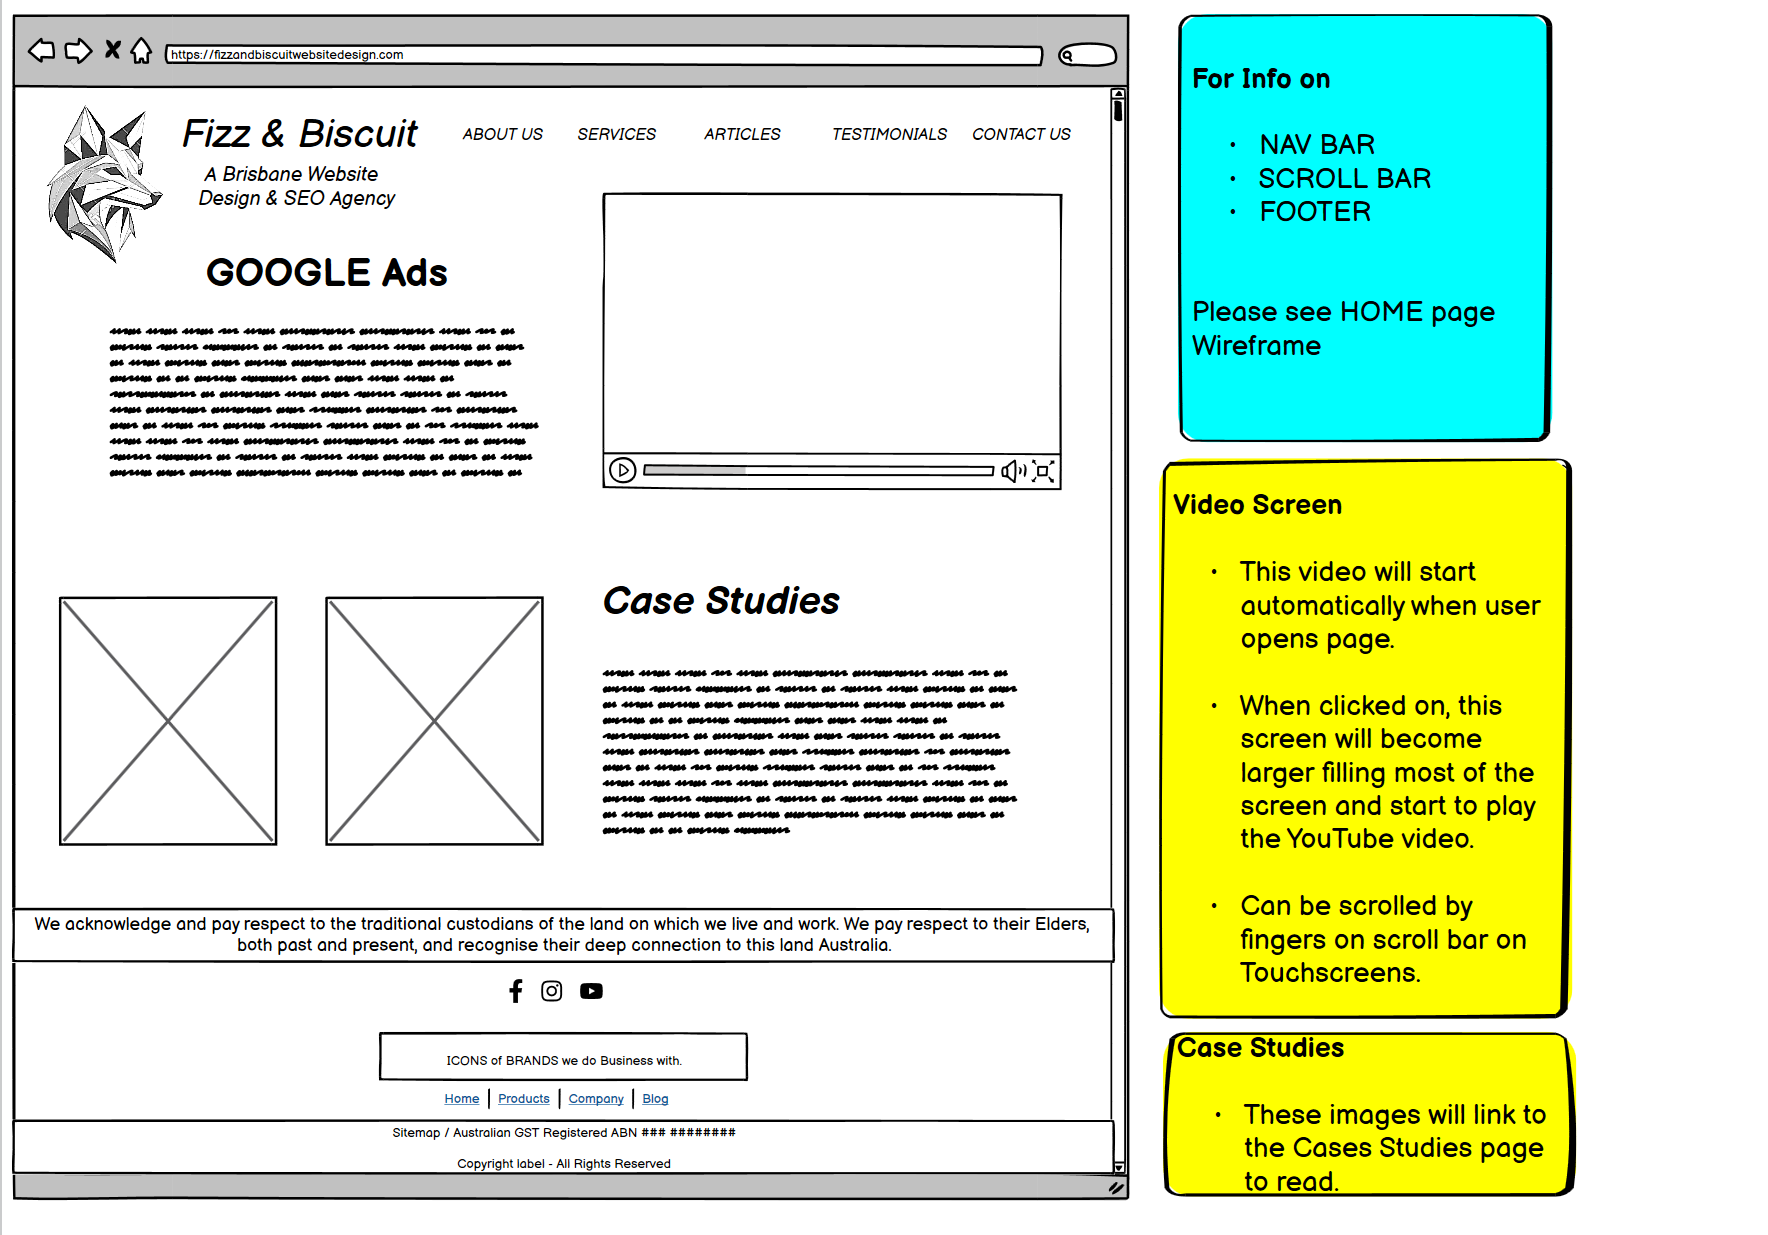 https://fizzandbiscuitwebsitedesign.com
Fizz & Biscuit
A Brisbane Website
Design & SEO Agency
ABOUT US SERVICES ARTICLES TESTIMONIALS CONTACT US
GOOGLE Ads
Case Studies
We acknowledge and pay respect to the traditional custodians of the land on which we live and work. We pay respect to their Elders,
both past and present, and recognise their deep connection to this land Australia.
ICONS of BRANDS we do Business with.
Home | Products | Company | Blog
Sitemap / Australian GST Registered ABN ### ########
Copyright label - All Rights Reserved
For Info on
• NAV BAR
• SCROLL BAR
• FOOTER
Please see HOME page
Wireframe
Video Screen
• This video will start
automatically when user
opens page.
• When clicked on, this
screen will become
larger filling most of the
screen and start to play
the YouTube video.
• Can be scrolled by
fingers on scroll bar on
Touchscreens.
Case Studies
• These images will link to
the Cases Studies page
to read.